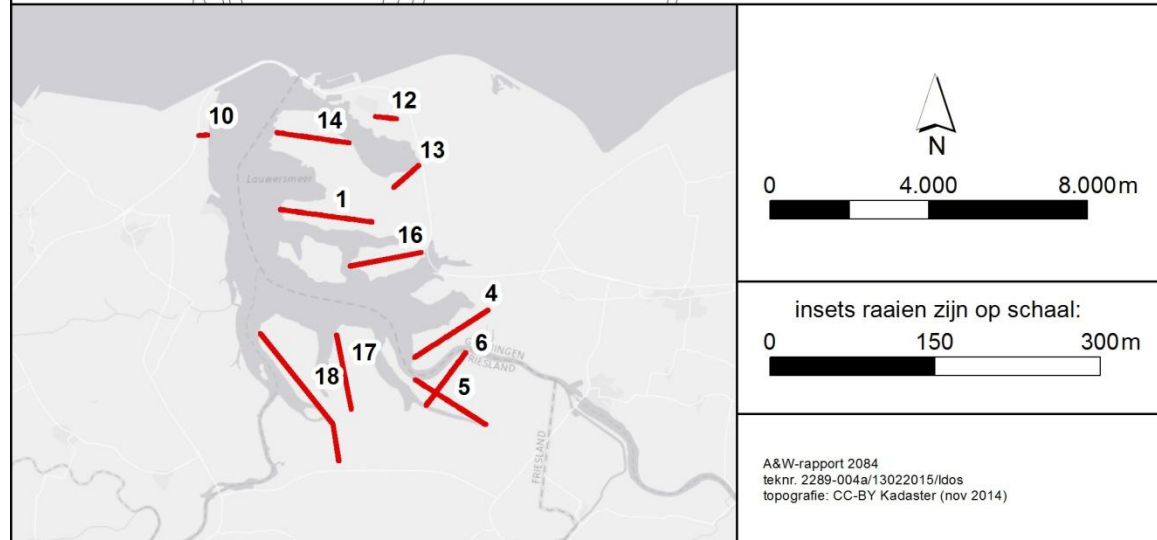 10
14
12
13
Lauwersmeer
1
16
4
GRONINGEN
FRIESLAND
6
17
18
5
FRIESLAND
N
0 4.000 8.000m
insets raaien zijn op schaal:
0 150 300m
A&W-rapport 2084
teknr. 2289-004a/13022015/ldos
topografie: CC-BY Kadaster (nov 2014)